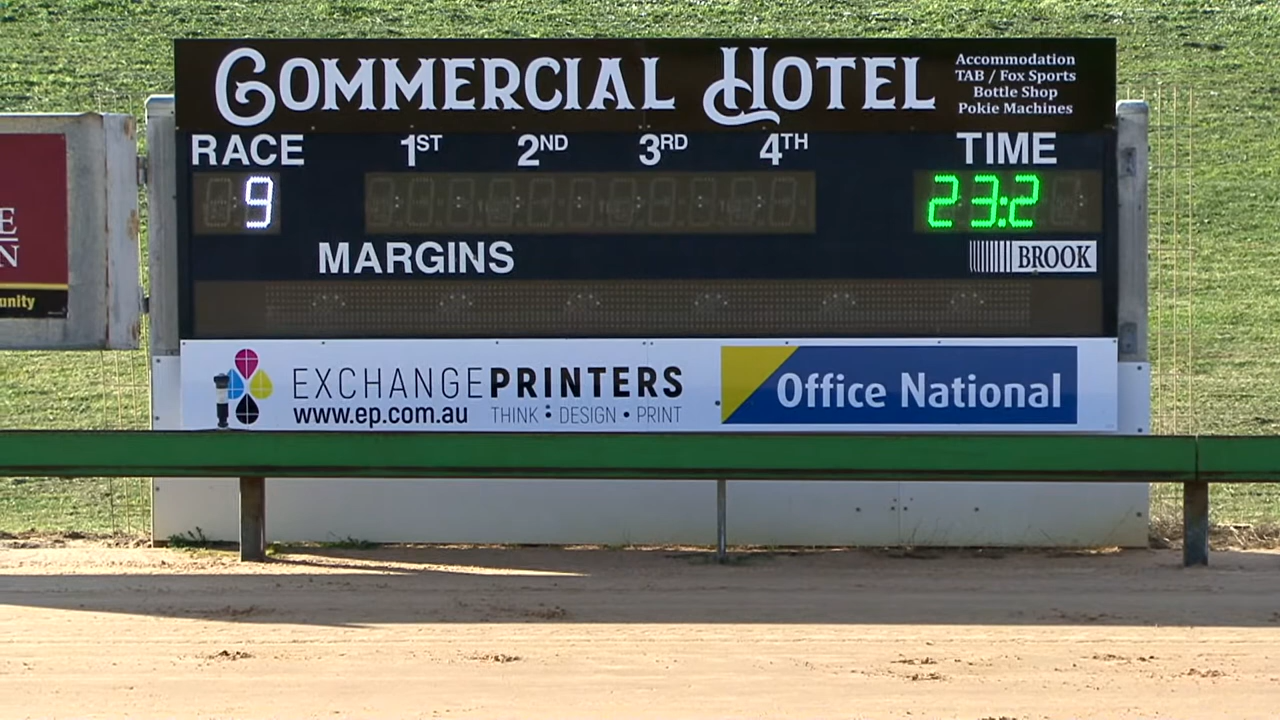 COMMERCIAL HOTEL
Accommodation
TAB / Fox Sports
Bottle Shop
Pokie Machines
RACE 1ST 2ND 3RD 4TH TIME
9 23:2
MARGINS
BROOK
E
N
unity
EXCHANGEPRINTERS
www.ep.com.au THINK • DESIGN • PRINT
Office National